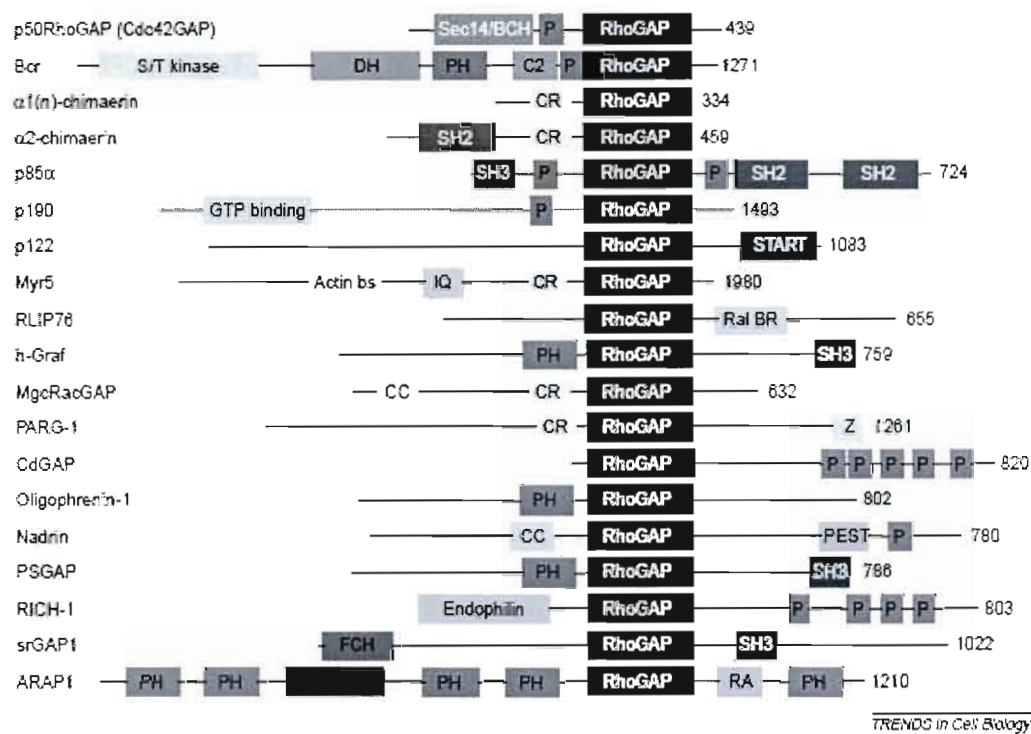 p50RhoGAP (Cdc42GAP) Sec14/BCH P RhoGAP 439
Bcr S/T kinase DH PH C2 P RhoGAP 1271
α1(n)-chimaerin CR RhoGAP 334
α2-chimaerin SH2 CR RhoGAP 459
p85α SH3 P RhoGAP P SH2 SH2 724
p190 GTP binding P RhoGAP 1493
p122 RhoGAP START 1083
Myr5 Actin bs IQ CR RhoGAP 1980
RLIP76 RhoGAP Ral BR 655
h-Graf PH RhoGAP SH3 759
MgcRacGAP CC CR RhoGAP 632
PARG-1 CR RhoGAP Z 1261
CdGAP RhoGAP P P P P P 820
Oligophrenin-1 PH RhoGAP 802
Nadrin CC RhoGAP PEST P 780
PSGAP PH RhoGAP SH3 786
RICH-1 Endophilin RhoGAP P P P P 803
srGAP1 FCH RhoGAP SH3 1022
ARAP1 PH PH PH PH RhoGAP RA PH 1210
TRENDS in Cell Biology